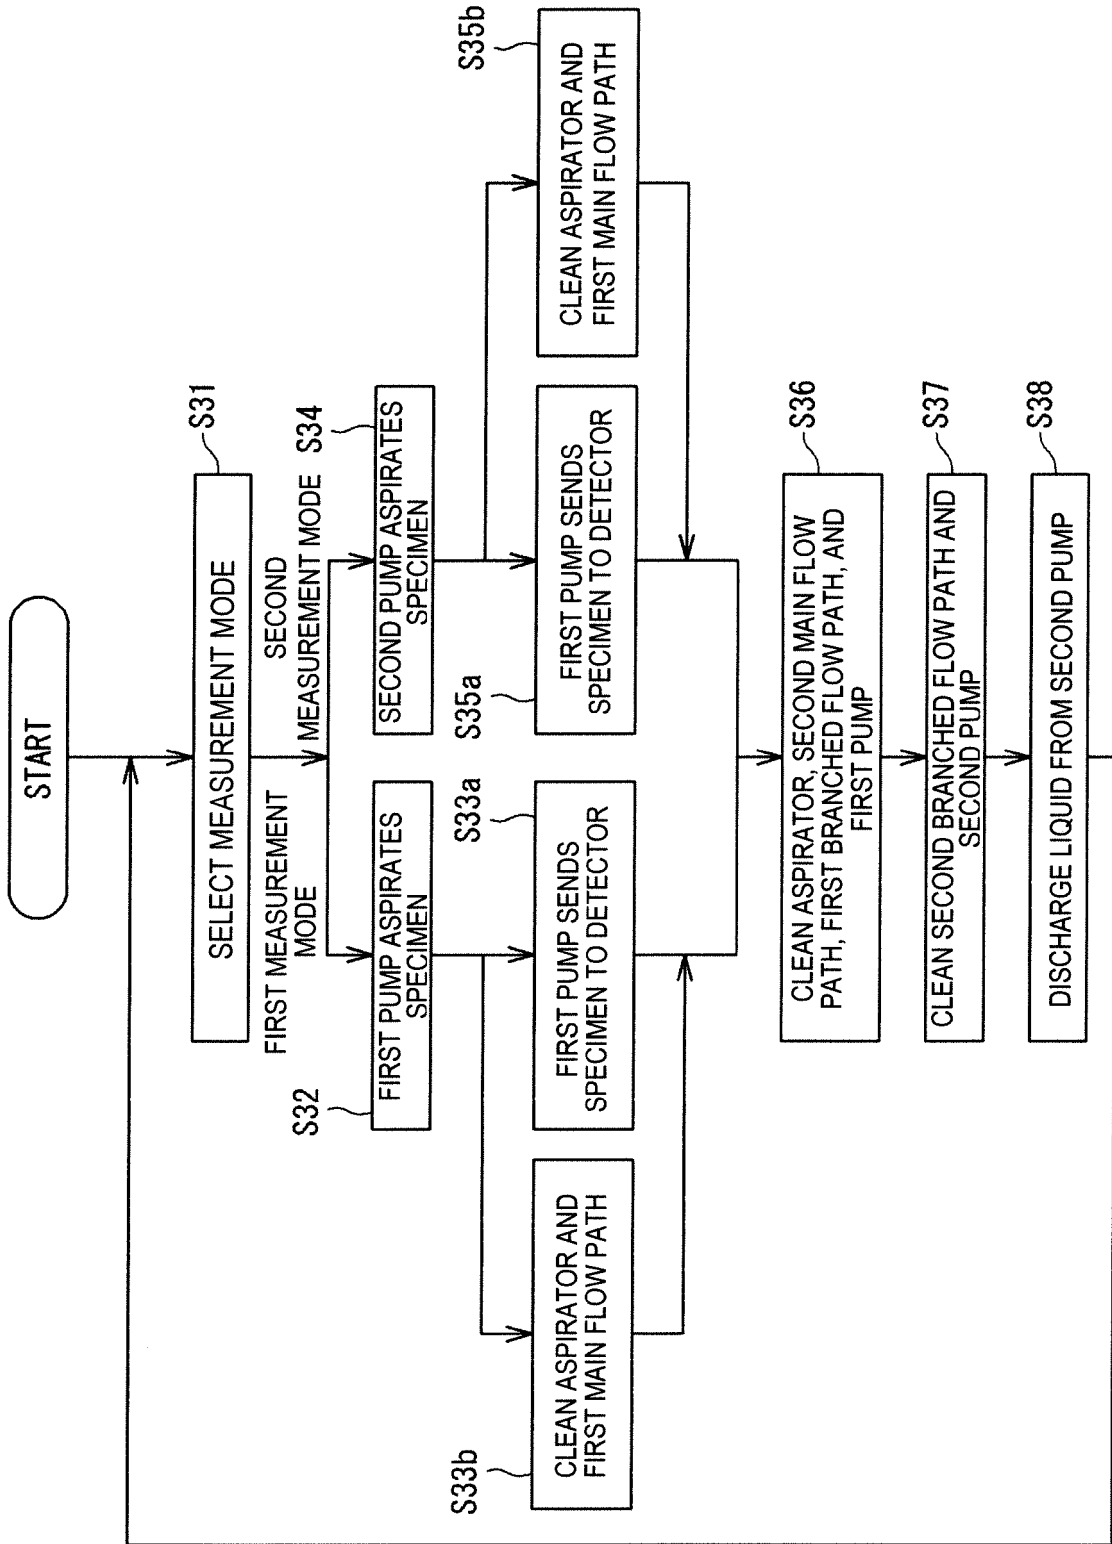 START
S31
SELECT MEASUREMENT MODE
FIRST MEASUREMENT
MODE
SECOND
MEASUREMENT MODE
S32
FIRST PUMP ASPIRATES
SPECIMEN
S34
SECOND PUMP ASPIRATES
SPECIMEN
S33b
CLEAN ASPIRATOR AND
FIRST MAIN FLOW PATH
S33a
FIRST PUMP SENDS
SPECIMEN TO DETECTOR
S35a
FIRST PUMP SENDS
SPECIMEN TO DETECTOR
S35b
CLEAN ASPIRATOR AND
FIRST MAIN FLOW PATH
S36
CLEAN ASPIRATOR, SECOND MAIN FLOW
PATH, FIRST BRANCHED FLOW PATH, AND
FIRST PUMP
S37
CLEAN SECOND BRANCHED FLOW PATH AND
SECOND PUMP
S38
DISCHARGE LIQUID FROM SECOND PUMP